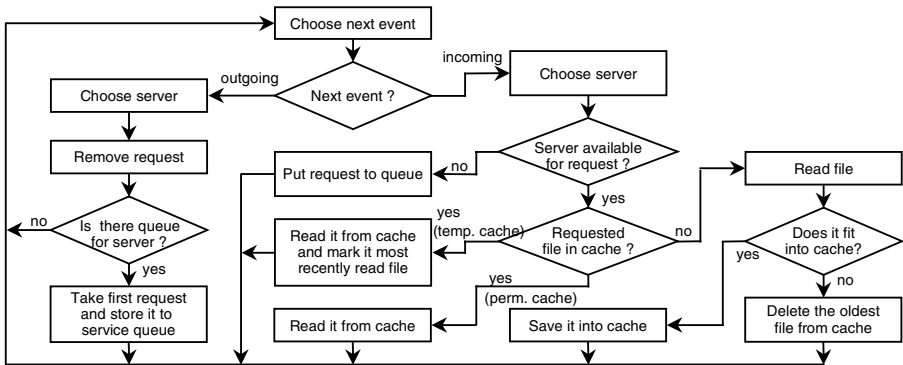 Choose next event
outgoing
Next event ?
incoming
Choose server
Choose server
Remove request
Is there queue
for server ?
no
yes
Take first request
and store it to
service queue
Server available
for request ?
no
Put request to queue
yes
Requested
file in cache ?
yes
(temp. cache)
Read it from cache
and mark it most
recently read file
yes
(perm. cache)
Read it from cache
no
Read file
Does it fit
into cache?
yes
Save it into cache
no
Delete the oldest
file from cache